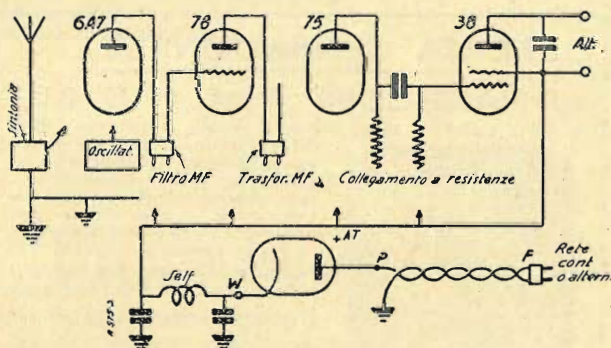 6A7
78
75
38
Alt.
Sintonia
Oscillat.
Filtro MF
Trasfor. MF
Collegamento a resistenze
+AT
Self
W
P
F
Rete
cont
o altern.